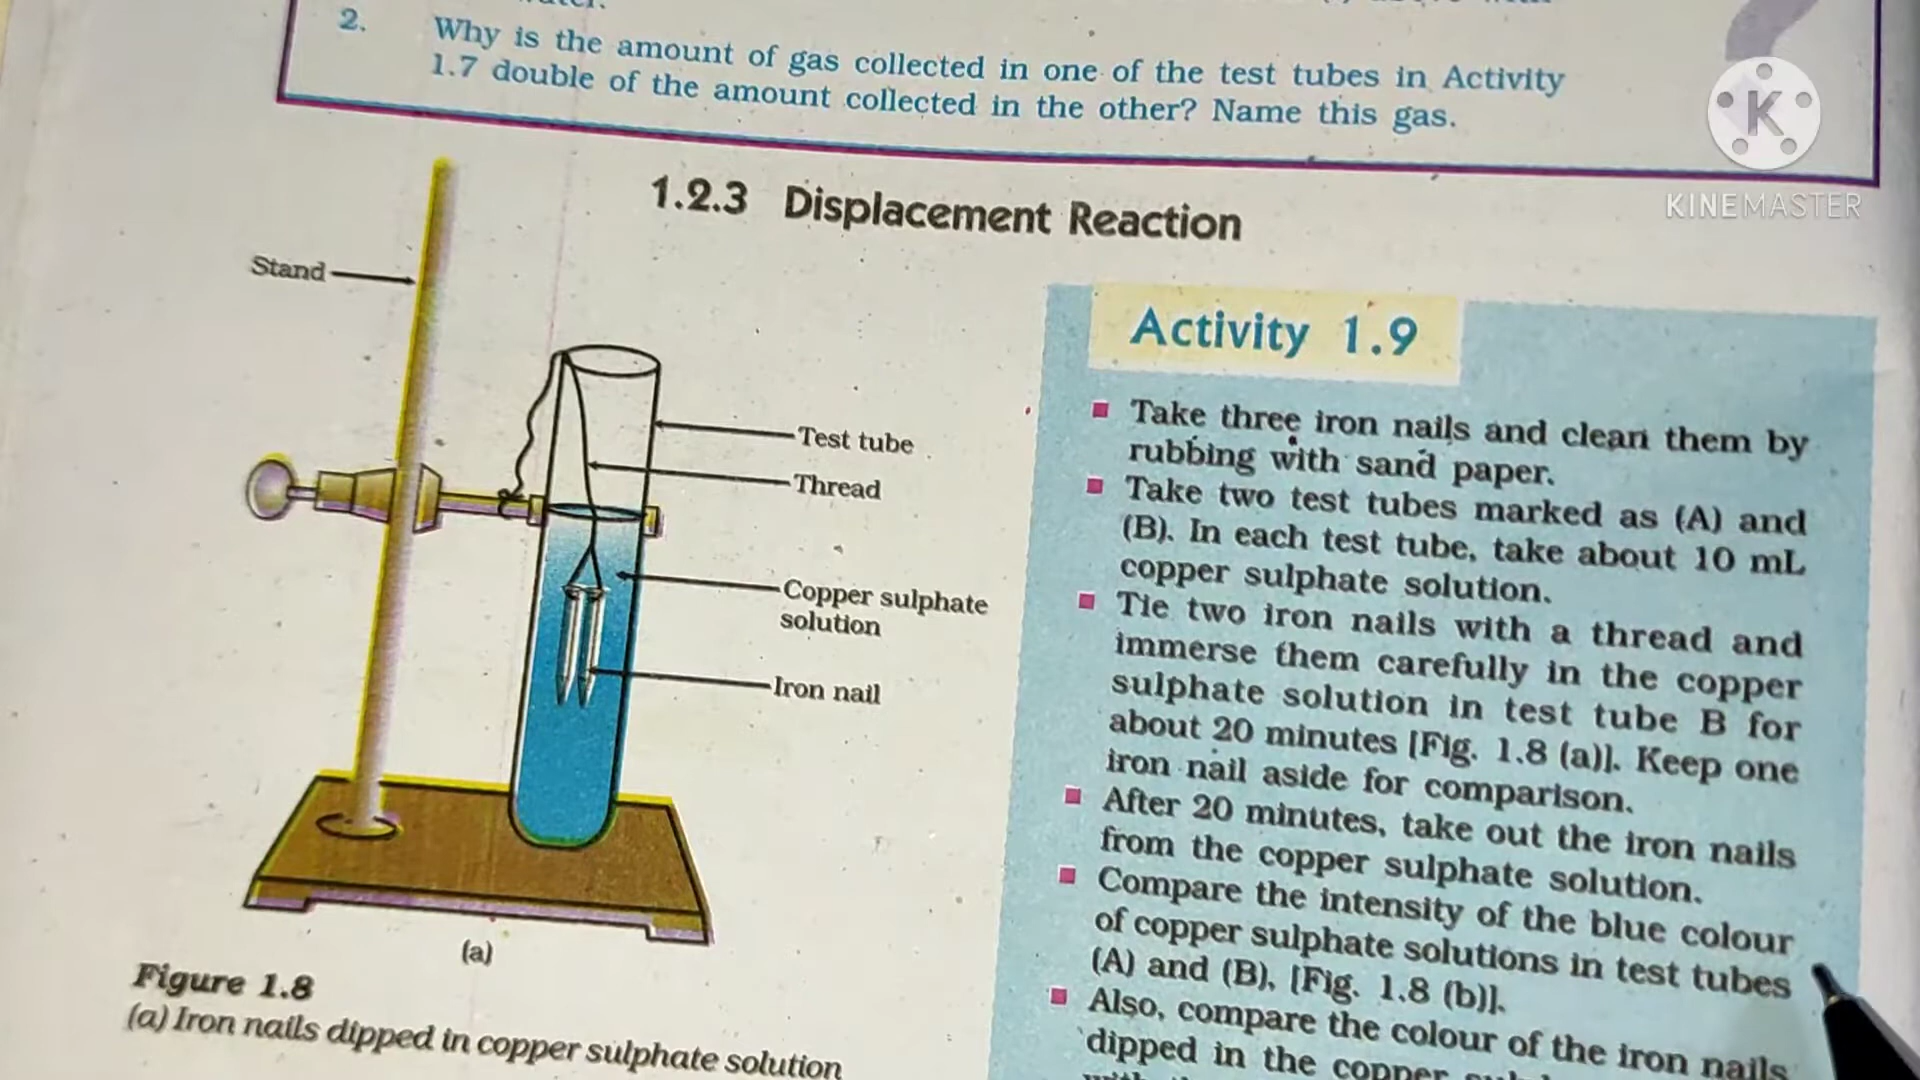 2. Why is the amount of gas collected in one of the test tubes in Activity
1.7 double of the amount collected in the other? Name this gas.
K
KINEMASTER
1.2.3 Displacement Reaction
Stand
Test tube
Thread
Copper sulphate
solution
Iron nail
(a)
Figure 1.8
(a) Iron nails dipped in copper sulphate solution
Activity 1.9
Take three iron nails and clean them by
rubbing with sand paper.
Take two test tubes marked as (A) and
(B). In each test tube, take about 10 mL
copper sulphate solution.
Tie two iron nails with a thread and
immerse them carefully in the copper
sulphate solution in test tube B for
about 20 minutes [Fig. 1.8 (a)]. Keep one
iron nail aside for comparison.
After 20 minutes, take out the iron nails
from the copper sulphate solution.
Compare the intensity of the blue colour
of copper sulphate solutions in test tubes
(A) and (B), [Fig. 1.8 (b)].
Also, compare the colour of the iron nails
dipped in the copper